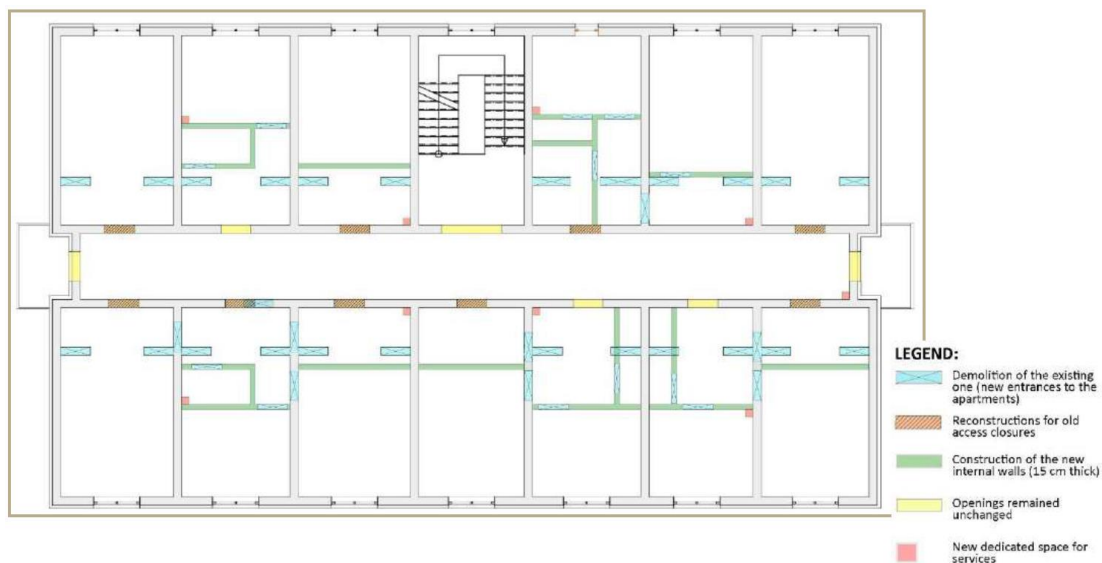 LEGEND:
Demolition of the existing
one (new entrances to the
apartments)
Reconstructions for old
access closures
Construction of the new
internal walls (15 cm thick)
Openings remained
unchanged
New dedicated space for
services